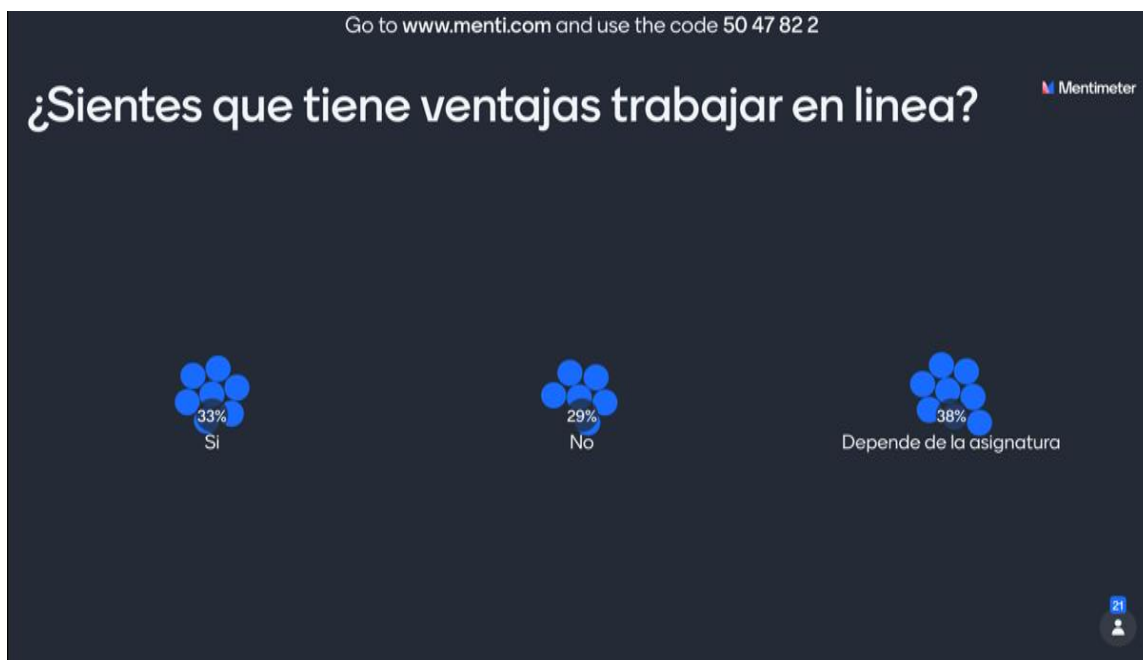 Go to www.menti.com and use the code 50 47 82 2
¿Sientes que tiene ventajas trabajar en linea?
Mentimeter
33%
Si
29%
No
38%
Depende de la asignatura
21